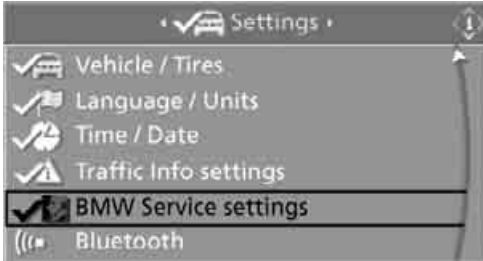 Settings
Vehicle / Tires
Language / Units
Time / Date
Traffic Info settings
BMW Service settings
Bluetooth